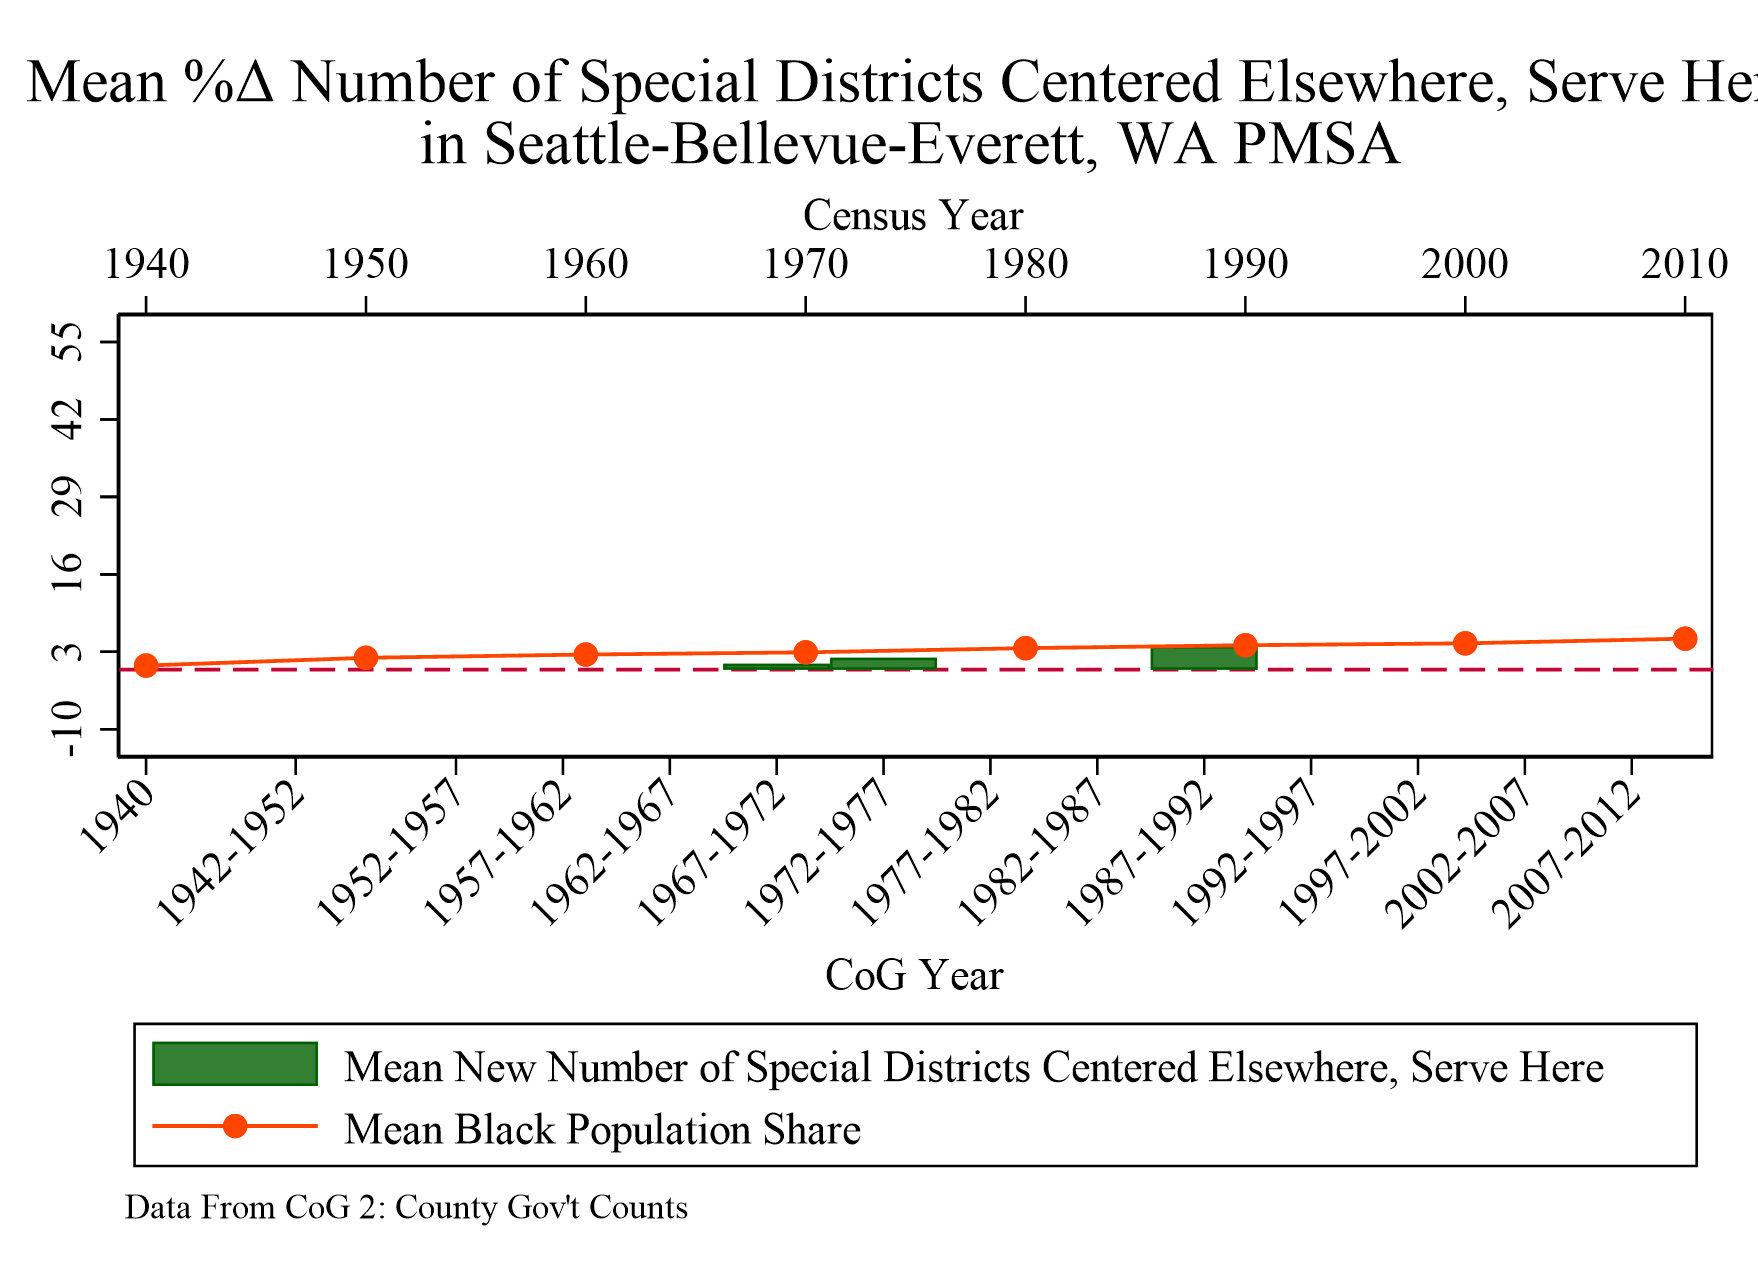 Mean %Δ Number of Special Districts Centered Elsewhere, Serve
in Seattle-Bellevue-Everett, WA PMSA
Census Year
1940 1950 1960 1970 1980 1990 2000 2010
55
42
29
16
3
-10
1940 1942-1952 1952-1957 1957-1962 1962-1967 1967-1972 1972-1977 1977-1982 1982-1987 1987-1992 1992-1997 1997-2002 2002-2007 2007-2012
CoG Year
Mean New Number of Special Districts Centered Elsewhere, Serve Here
Mean Black Population Share
Data From CoG 2: County Gov't Counts